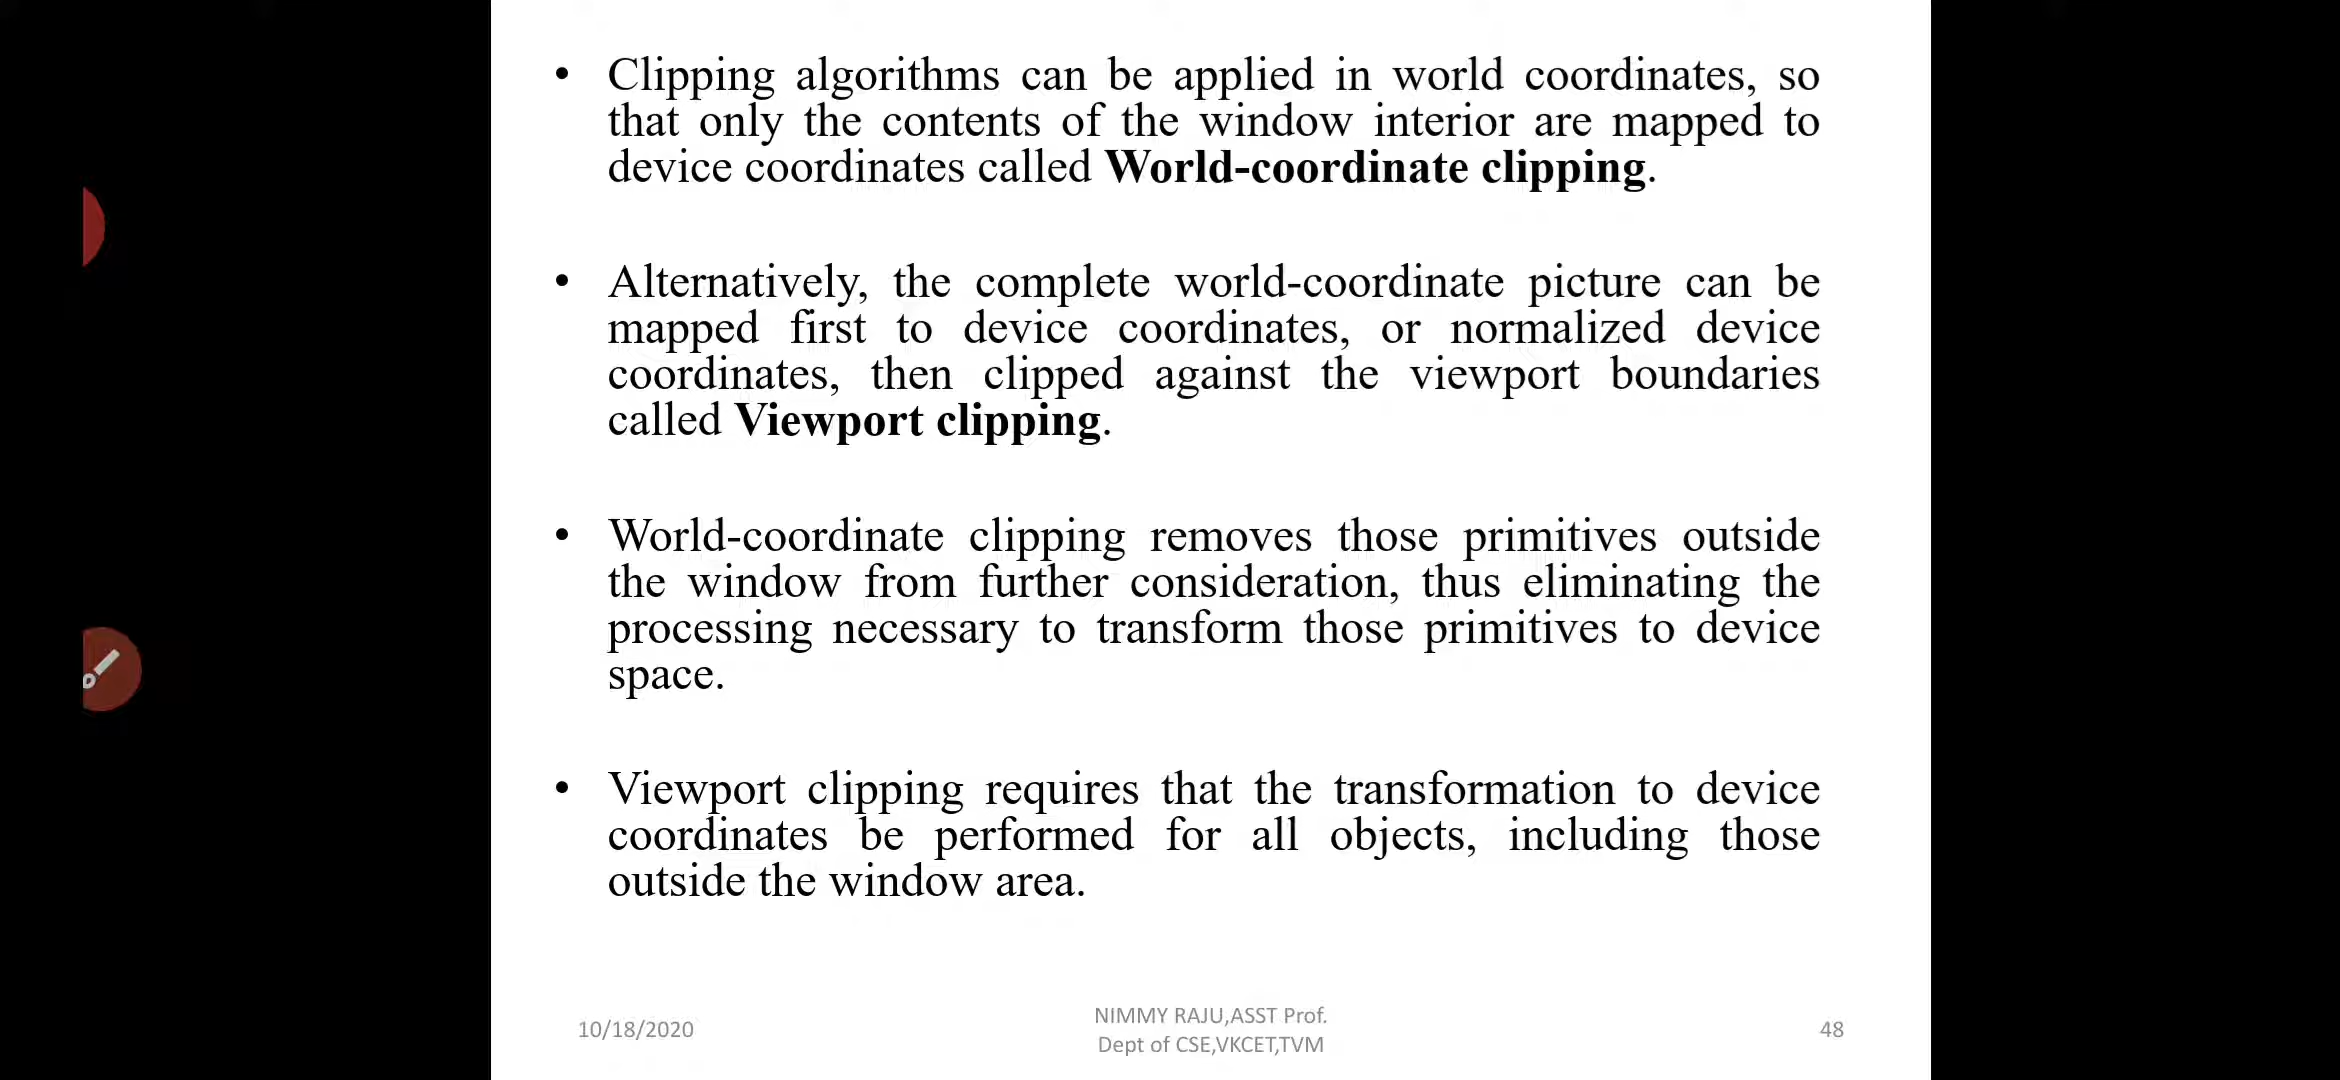 • Clipping algorithms can be applied in world coordinates, so
that only the contents of the window interior are mapped to
device coordinates called World-coordinate clipping.
• Alternatively, the complete world-coordinate picture can be
mapped first to device coordinates, or normalized device
coordinates, then clipped against the viewport boundaries
called Viewport clipping.
• World-coordinate clipping removes those primitives outside
the window from further consideration, thus eliminating the
processing necessary to transform those primitives to device
space.
• Viewport clipping requires that the transformation to device
coordinates be performed for all objects, including those
outside the window area.
10/18/2020
NIMMY RAJU,ASST Prof.
Dept of CSE,VKCET,TVM
48